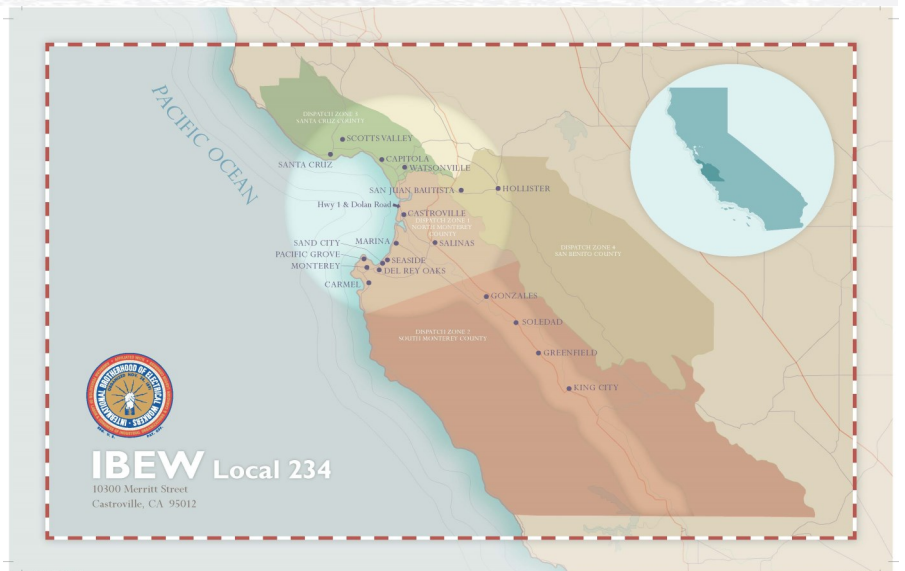 PACIFIC OCEAN
DISPATCH ZONE 3
SANTA CRUZ COUNTY
SCOTTS VALLEY
SANTA CRUZ
CAPITOLA
WATSONVILLE
SAN JUAN BAUTISTA
HOLLISTER
Hwy 1 & Dolan Road
CASTROVILLE
DISPATCH ZONE 1
NORTH MONTEREY
COUNTY
SAND CITY
MARINA
SALINAS
PACIFIC GROVE
SEASIDE
MONTEREY
DEL REY OAKS
CARMEL
DISPATCH ZONE 4
SAN BENITO COUNTY
GONZALES
SOLEDAD
DISPATCH ZONE 2
SOUTH MONTEREY COUNTY
GREENFIELD
KING CITY
INTERNATIONAL BROTHERHOOD OF ELECTRICAL WORKERS
IBEW Local 234
10300 Merritt Street
Castroville, CA 95012